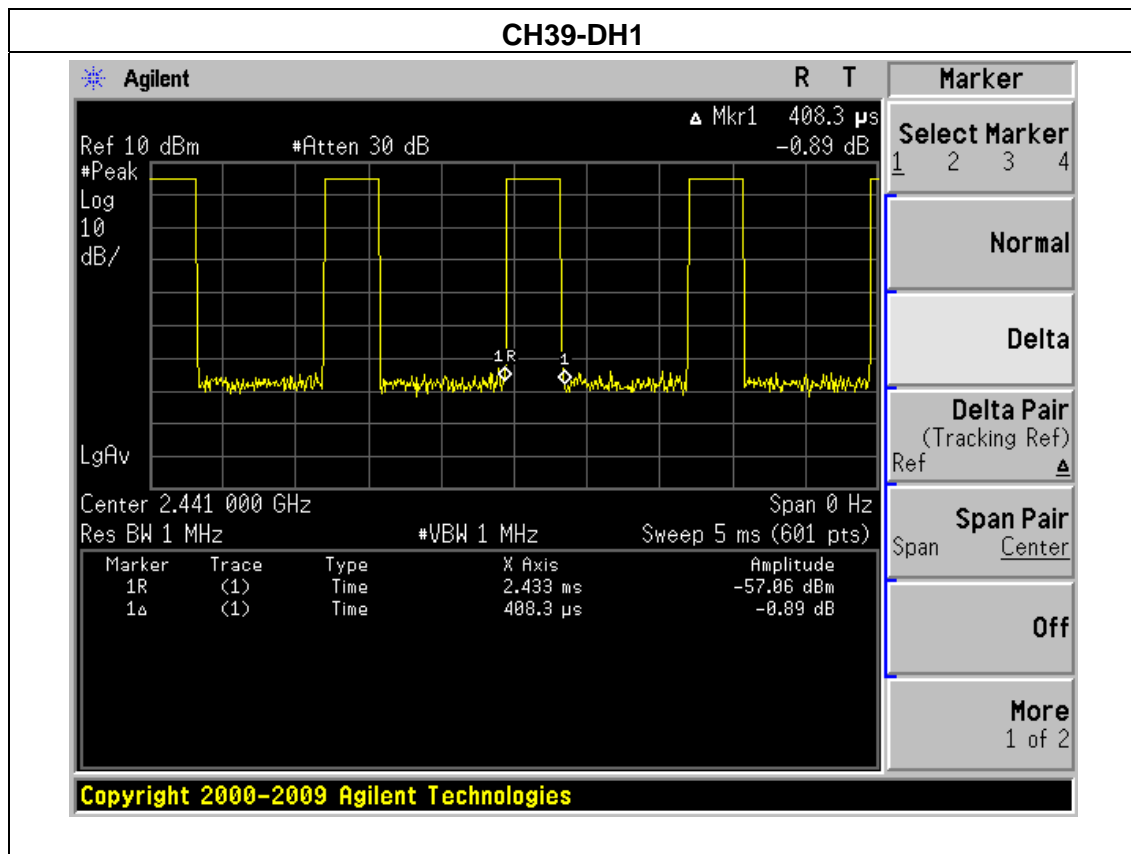 CH39-DH1
Agilent R T
Δ Mkr1 408.3 µs
Ref 10 dBm #Atten 30 dB -0.89 dB
#Peak
Log
10
dB/
1R 1
LgAv
Center 2.441 000 GHz Span 0 Hz
Res BW 1 MHz #VBW 1 MHz Sweep 5 ms (601 pts)
Marker Trace Type X Axis Amplitude
1R (1) Time 2.433 ms -57.06 dBm
1Δ (1) Time 408.3 µs -0.89 dB
Marker
Select Marker
1 2 3 4
Normal
Delta
Delta Pair
(Tracking Ref)
Ref Δ
Span Pair
Span Center
Off
More
1 of 2
Copyright 2000-2009 Agilent Technologies